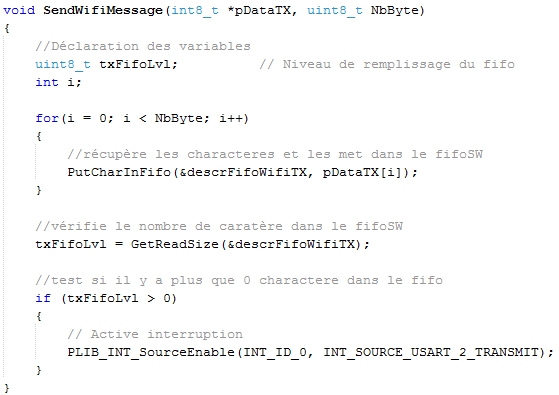 void SendWifiMessage(int8_t *pDataTX, uint8_t NbByte)
{
//Déclaration des variables
uint8_t txFifoLvl; // Niveau de remplissage du fifo
int i;
for(i = 0; i < NbByte; i++)
{
//récupère les characteres et les met dans le fifoSW
PutCharInFifo(&descrFifoWifiTX, pDataTX[i]);
}
//vérifie le nombre de caratère dans le fifoSW
txFifoLvl = GetReadSize(&descrFifoWifiTX);
//test si il y a plus que 0 charactere dans le fifo
if (txFifoLvl > 0)
{
// Active interruption
PLIB_INT_SourceEnable(INT_ID_0, INT_SOURCE_USART_2_TRANSMIT);
}
}